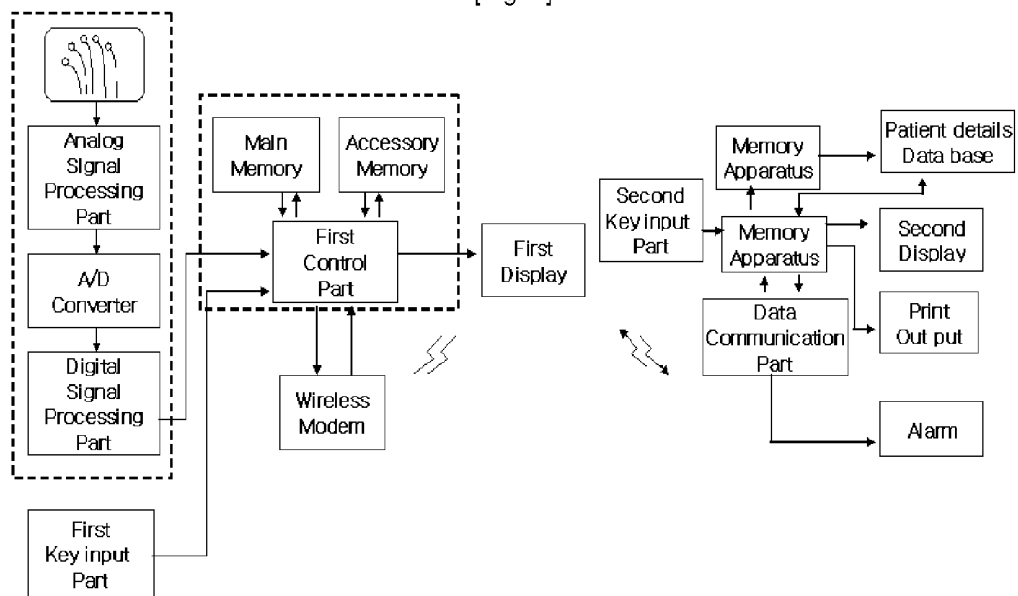 Analog
Signal
Processing
Part
A/D
Converter
Digital
Signal
Processing
Part
First
Key input
Part
Main
Memory
Accessory
Memory
First
Control
Part
Wireless
Modem
First
Display
Second
Key input
Part
Memory
Apparatus
Memory
Apparatus
Data
Communication
Part
Patient details
Data base
Second
Display
Print
Out put
Alarm